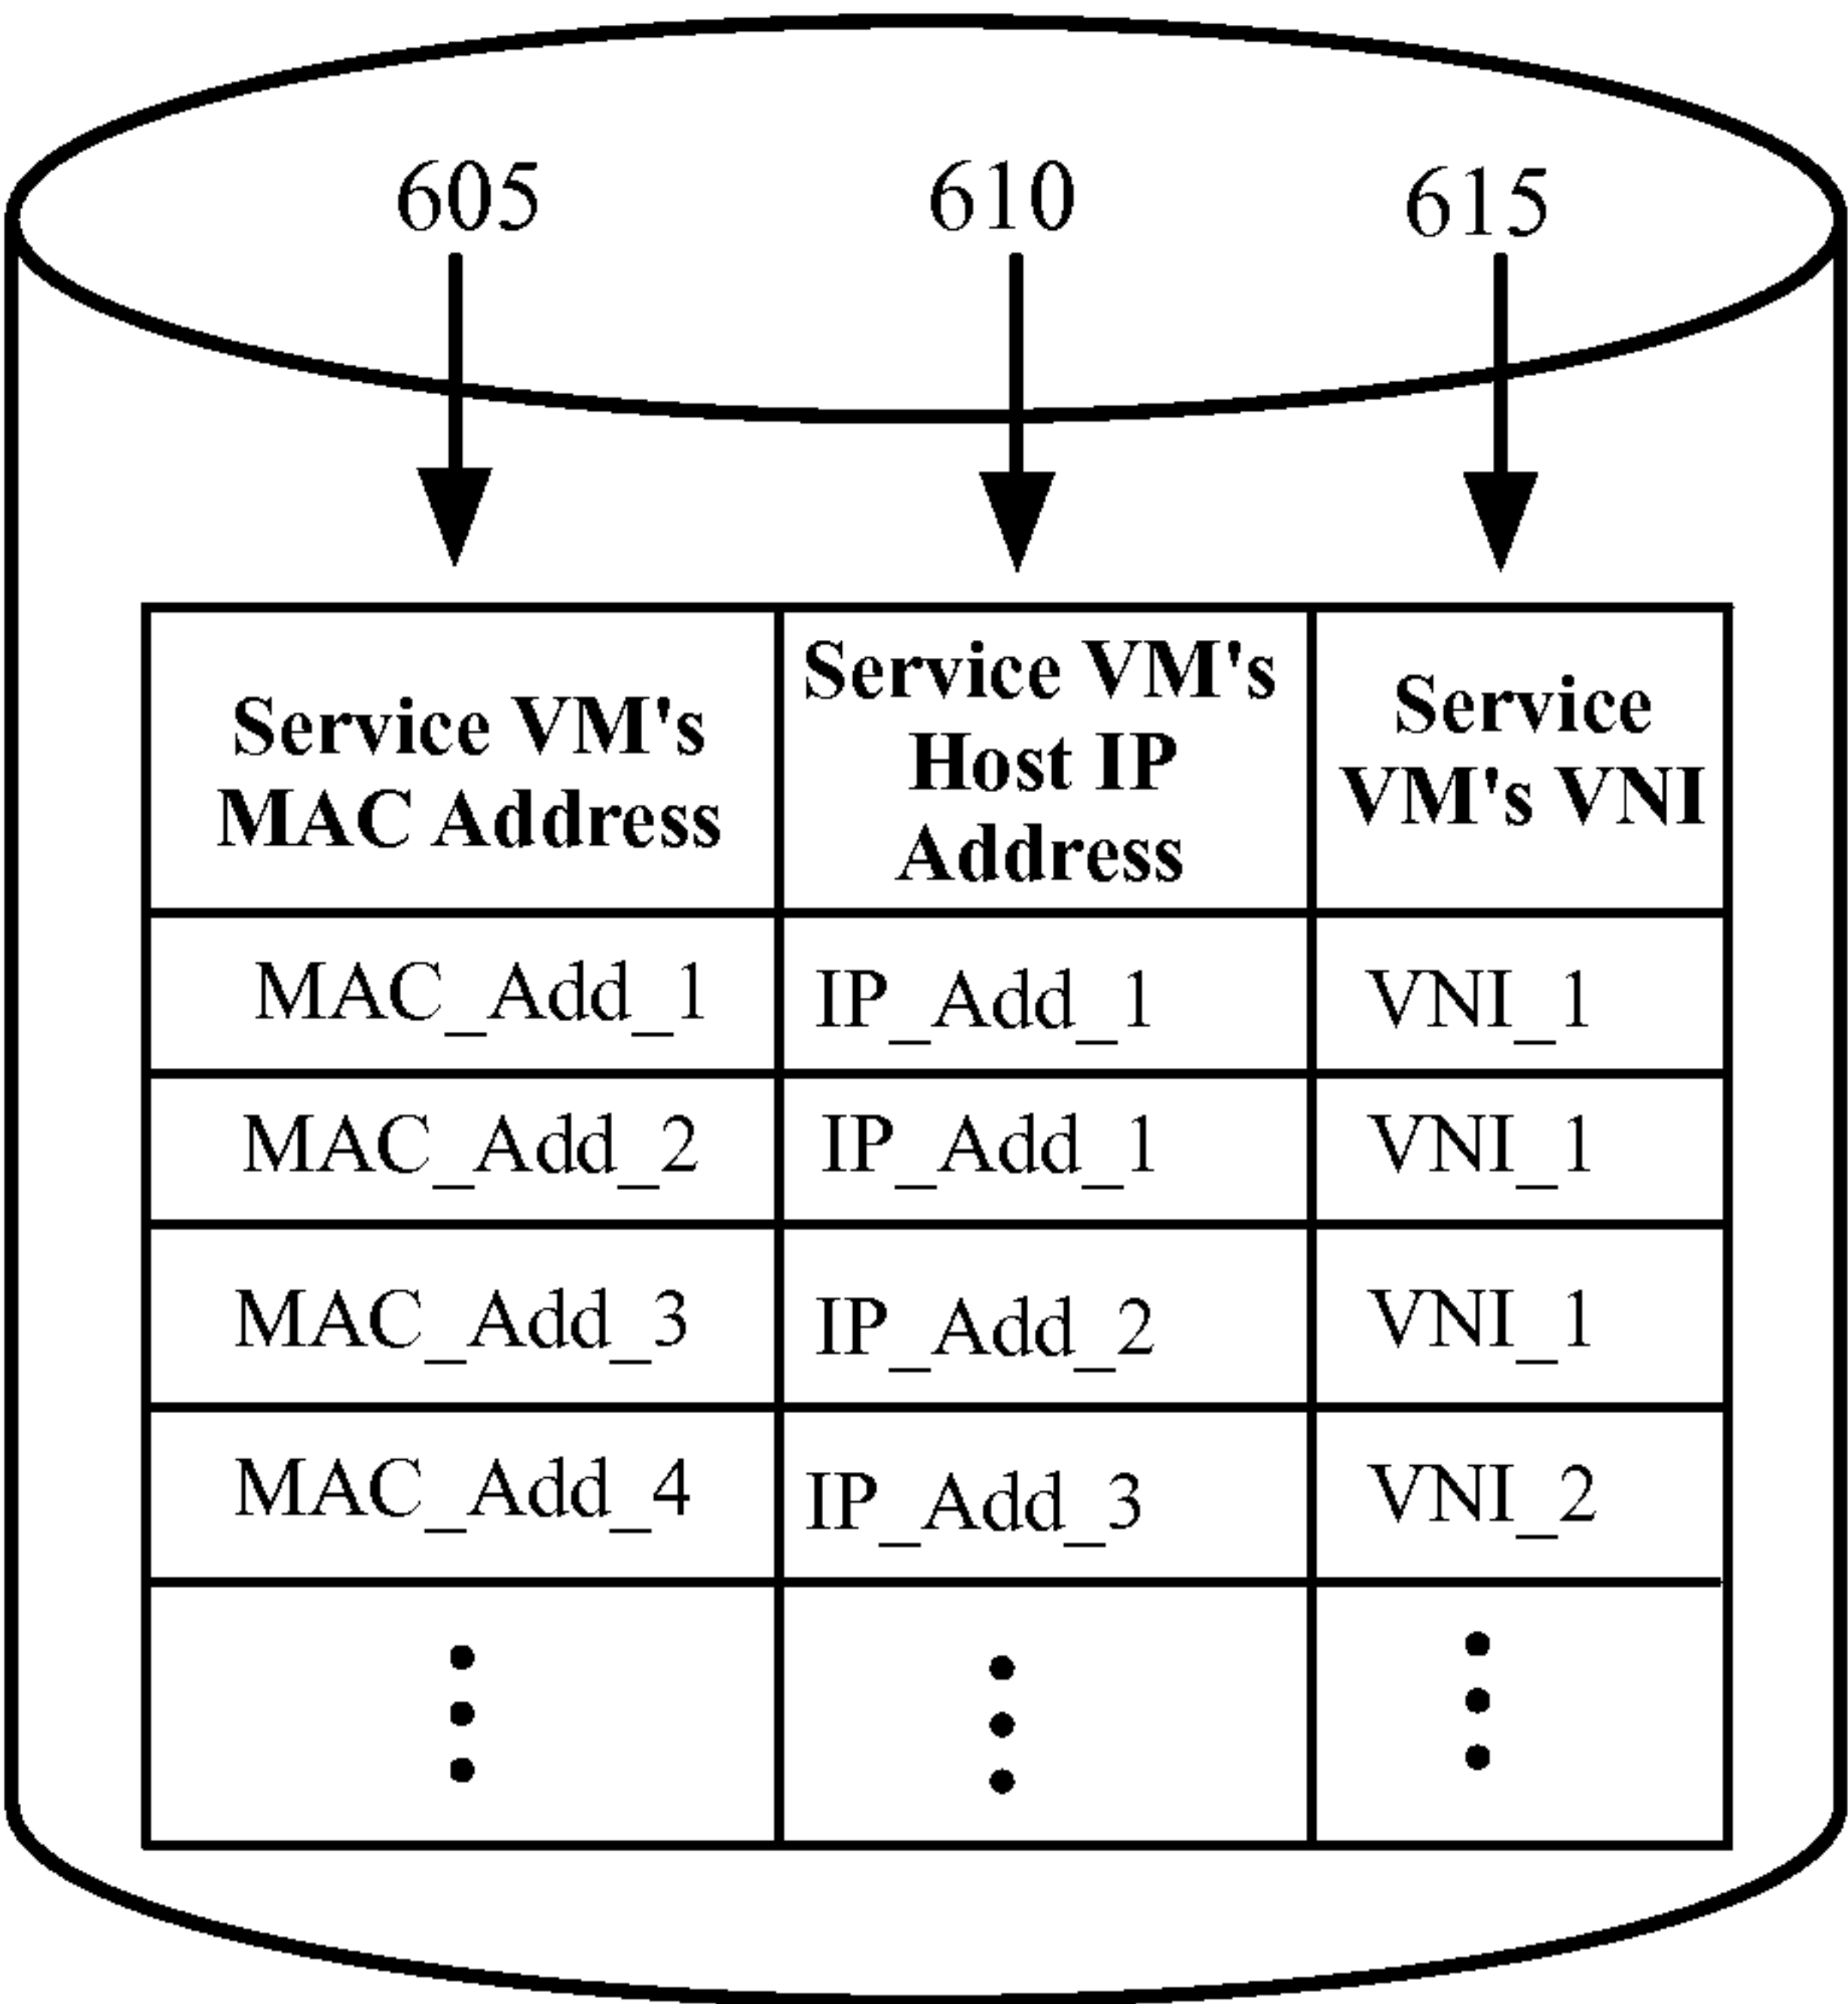 605 610 615
Service VM's
MAC Address
Service VM's
Host IP
Address
Service
VM's VNI
MAC_Add_1 IP_Add_1 VNI_1
MAC_Add_2 IP_Add_1 VNI_1
MAC_Add_3 IP_Add_2 VNI_1
MAC_Add_4 IP_Add_3 VNI_2